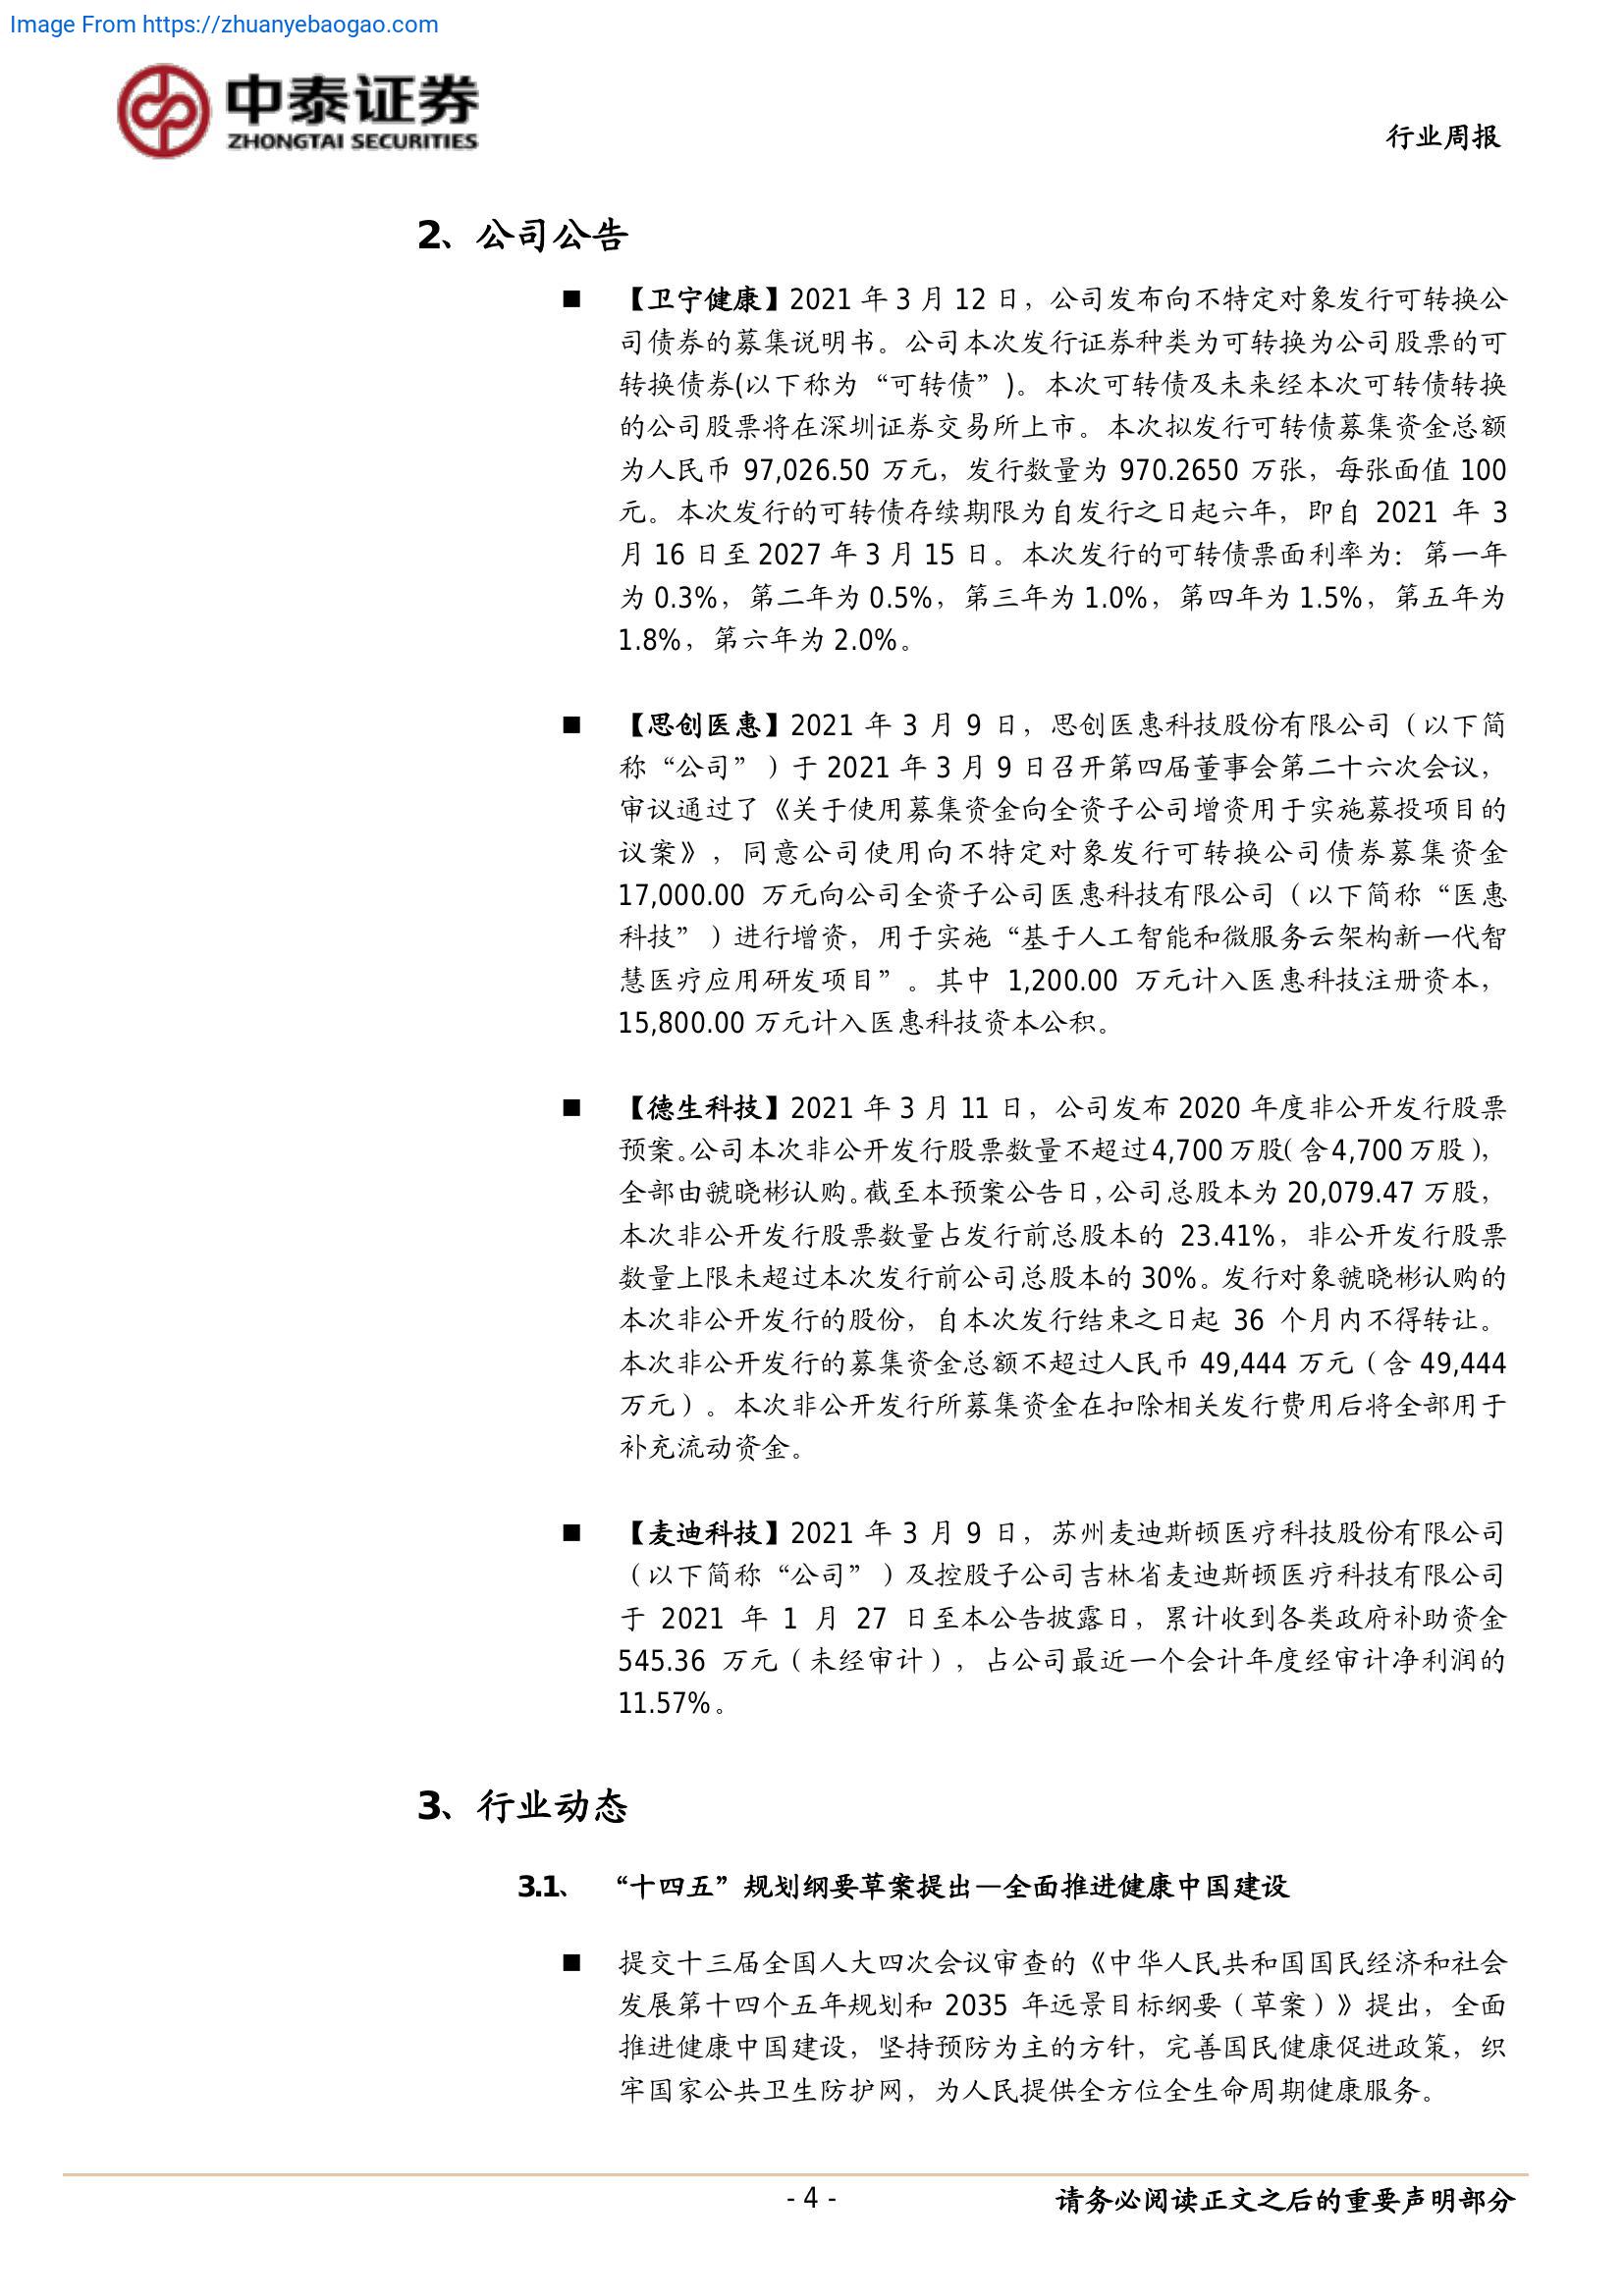 Image From https://zhuanyebaogao.com
中泰证券
ZHONGTAI SECURITIES
行业周报
2、公司公告
■ 【卫宁健康】2021 年 3 月 12 日，公司发布向不特定对象发行可转换公
司债券的募集说明书。公司本次发行证券种类为可转换为公司股票的可
转换债券(以下称为“可转债”)。本次可转债及未来经本次可转债转换
的公司股票将在深圳证券交易所上市。本次拟发行可转债募集资金总额
为人民币 97,026.50 万元，发行数量为 970.2650 万张，每张面值 100
元。本次发行的可转债存续期限为自发行之日起六年，即自 2021 年 3
月 16 日至 2027 年 3 月 15 日。本次发行的可转债票面利率为：第一年
为 0.3%，第二年为 0.5%，第三年为 1.0%，第四年为 1.5%，第五年为
1.8%，第六年为 2.0%。
■ 【思创医惠】2021 年 3 月 9 日，思创医惠科技股份有限公司（以下简
称“公司”）于 2021 年 3 月 9 日召开第四届董事会第二十六次会议，
审议通过了《关于使用募集资金向全资子公司增资用于实施募投项目的
议案》，同意公司使用向不特定对象发行可转换公司债券募集资金
17,000.00 万元向公司全资子公司医惠科技有限公司（以下简称“医惠
科技”）进行增资，用于实施“基于人工智能和微服务云架构新一代智
慧医疗应用研发项目”。其中 1,200.00 万元计入医惠科技注册资本，
15,800.00 万元计入医惠科技资本公积。
■ 【德生科技】2021 年 3 月 11 日，公司发布 2020 年度非公开发行股票
预案。公司本次非公开发行股票数量不超过 4,700 万股（含 4,700 万股），
全部由虢晓彬认购。截至本预案公告日，公司总股本为 20,079.47 万股，
本次非公开发行股票数量占发行前总股本的 23.41%，非公开发行股票
数量上限未超过本次发行前公司总股本的 30%。发行对象虢晓彬认购的
本次非公开发行的股份，自本次发行结束之日起 36 个月内不得转让。
本次非公开发行的募集资金总额不超过人民币 49,444 万元（含 49,444
万元）。本次非公开发行所募集资金在扣除相关发行费用后将全部用于
补充流动资金。
■ 【麦迪科技】2021 年 3 月 9 日，苏州麦迪斯顿医疗科技股份有限公司
（以下简称“公司”）及控股子公司吉林省麦迪斯顿医疗科技有限公司
于 2021 年 1 月 27 日至本公告披露日，累计收到各类政府补助资金
545.36 万元（未经审计），占公司最近一个会计年度经审计净利润的
11.57%。
3、行业动态
3.1、 “十四五”规划纲要草案提出—全面推进健康中国建设
■ 提交十三届全国人大四次会议审查的《中华人民共和国国民经济和社会
发展第十四个五年规划和 2035 年远景目标纲要（草案）》提出，全面
推进健康中国建设，坚持预防为主的方针，完善国民健康促进政策，织
牢国家公共卫生防护网，为人民提供全方位全生命周期健康服务。
- 4 -
请务必阅读正文之后的重要声明部分